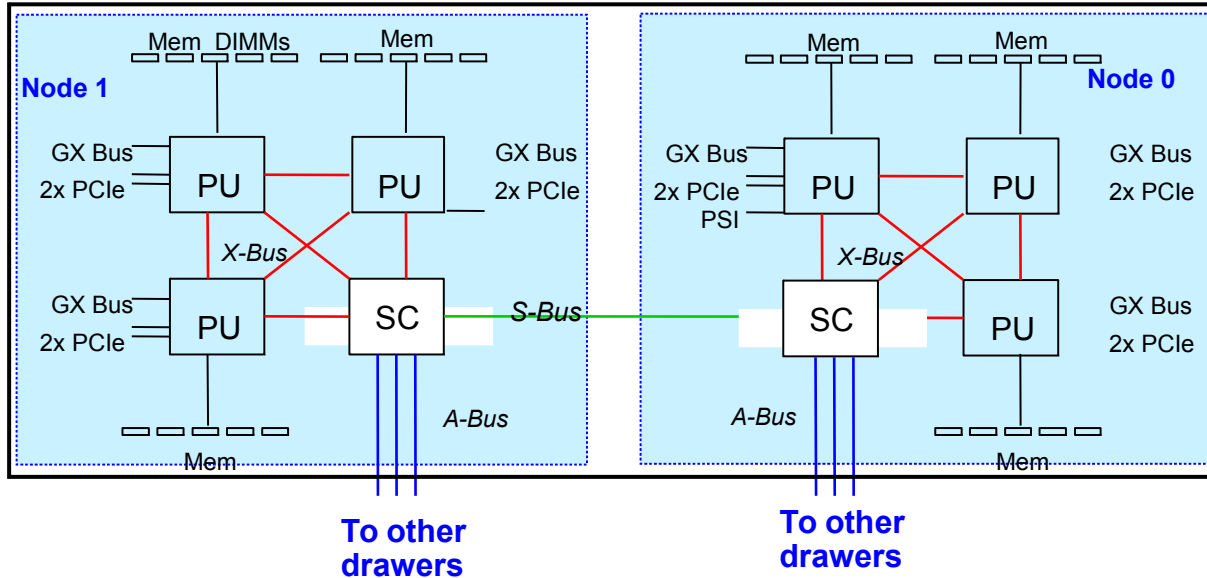 Mem DIMMs
Mem
Node 1
GX Bus
2x PCIe
PU
PU
GX Bus
2x PCIe
X-Bus
GX Bus
2x PCIe
PU
SC
S-Bus
A-Bus
Mem
To other
drawers
Mem
Mem
Node 0
GX Bus
2x PCIe
PSI
PU
PU
GX Bus
2x PCIe
X-Bus
SC
PU
GX Bus
2x PCIe
A-Bus
Mem
To other
drawers